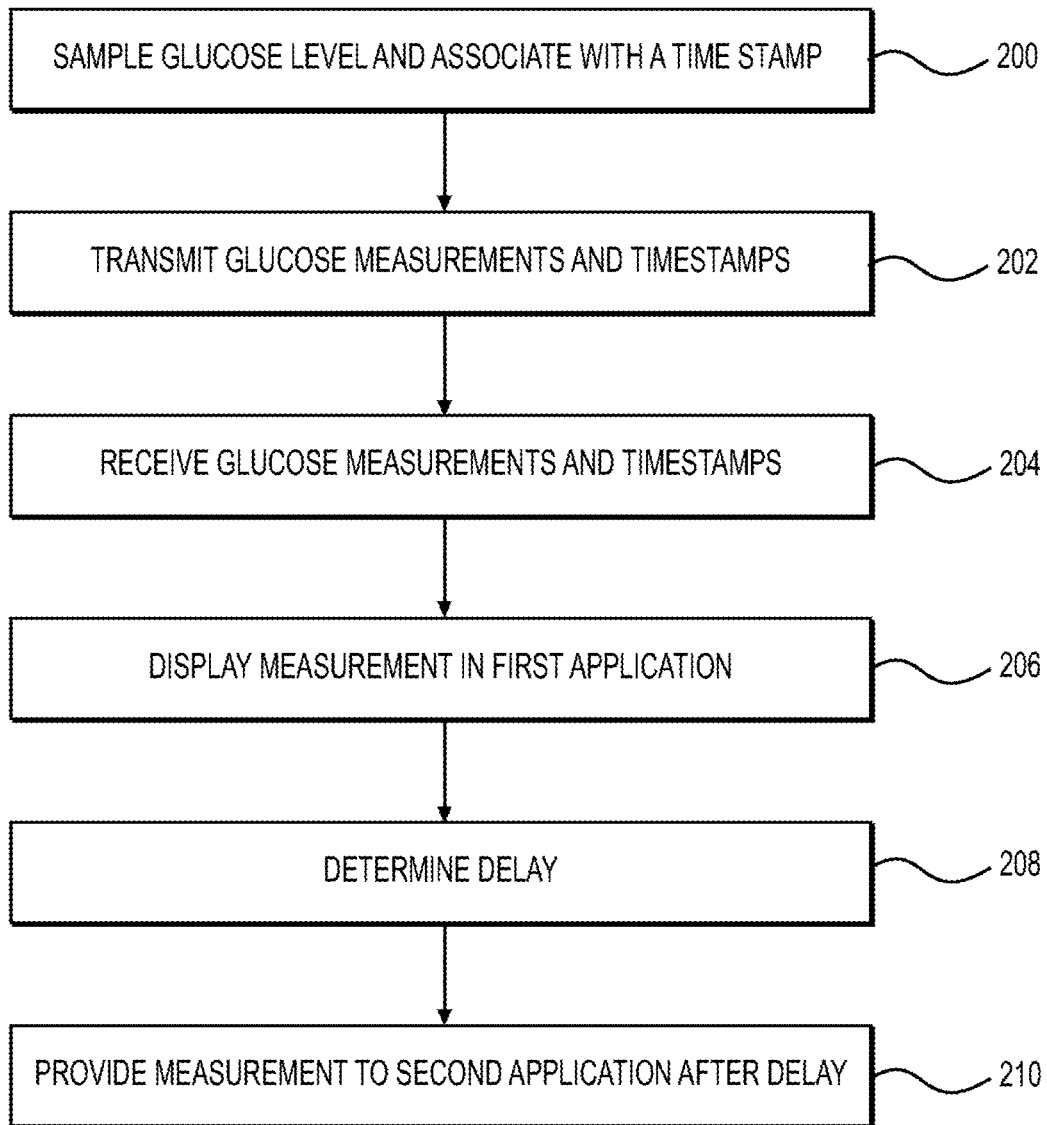 SAMPLE GLUCOSE LEVEL AND ASSOCIATE WITH A TIME STAMP
200
TRANSMIT GLUCOSE MEASUREMENTS AND TIMESTAMPS
202
RECEIVE GLUCOSE MEASUREMENTS AND TIMESTAMPS
204
DISPLAY MEASUREMENT IN FIRST APPLICATION
206
DETERMINE DELAY
208
PROVIDE MEASUREMENT TO SECOND APPLICATION AFTER DELAY
210